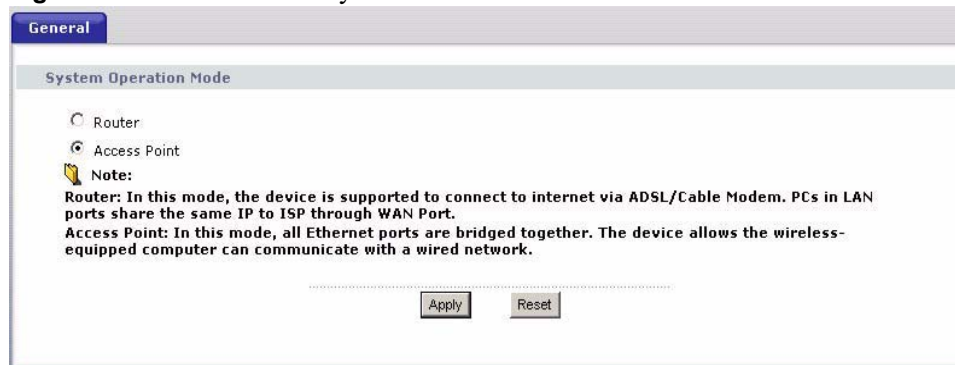 General
System Operation Mode
Router
Access Point
Note:
Router: In this mode, the device is supported to connect to internet via ADSL/Cable Modem. PCs in LAN
ports share the same IP to ISP through WAN Port.
Access Point: In this mode, all Ethernet ports are bridged together. The device allows the wireless-
equipped computer can communicate with a wired network.
Apply Reset